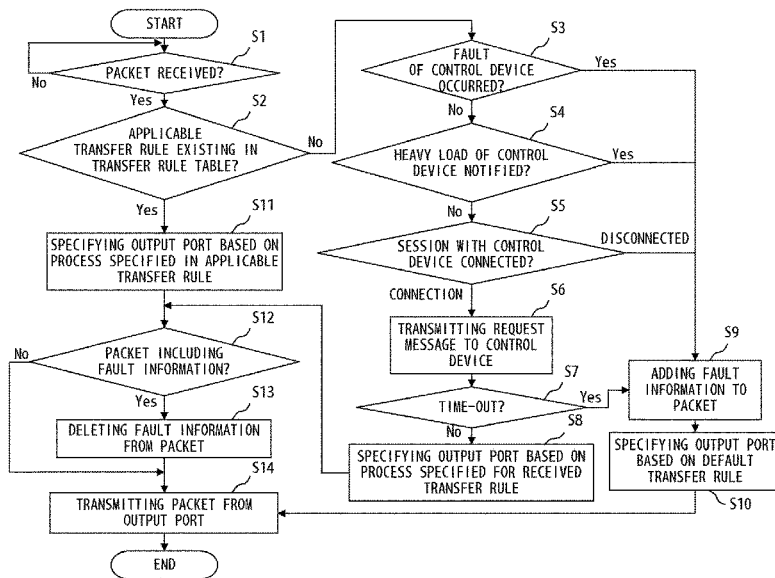 START
S1
PACKET RECEIVED?
No
Yes
S2
APPLICABLE
TRANSFER RULE EXISTING IN
TRANSFER RULE TABLE?
No
Yes
S11
SPECIFYING OUTPUT PORT BASED ON
PROCESS SPECIFIED IN APPLICABLE
TRANSFER RULE
S12
No
PACKET INCLUDING
FAULT INFORMATION?
Yes
S13
DELETING FAULT INFORMATION
FROM PACKET
S14
TRANSMITTING PACKET FROM
OUTPUT PORT
END
S3
FAULT
OF CONTROL DEVICE
OCCURRED?
Yes
No
S4
HEAVY LOAD OF CONTROL
DEVICE NOTIFIED?
Yes
No
S5
SESSION WITH CONTROL
DEVICE CONNECTED?
DISCONNECTED
CONNECTION
S6
TRANSMITTING REQUEST
MESSAGE TO CONTROL
DEVICE
S7
TIME-OUT?
Yes
No
S8
SPECIFYING OUTPUT PORT BASED ON
PROCESS SPECIFIED FOR RECEIVED
TRANSFER RULE
S9
ADDING FAULT
INFORMATION TO
PACKET
SPECIFYING OUTPUT PORT
BASED ON DEFAULT
TRANSFER RULE
S10